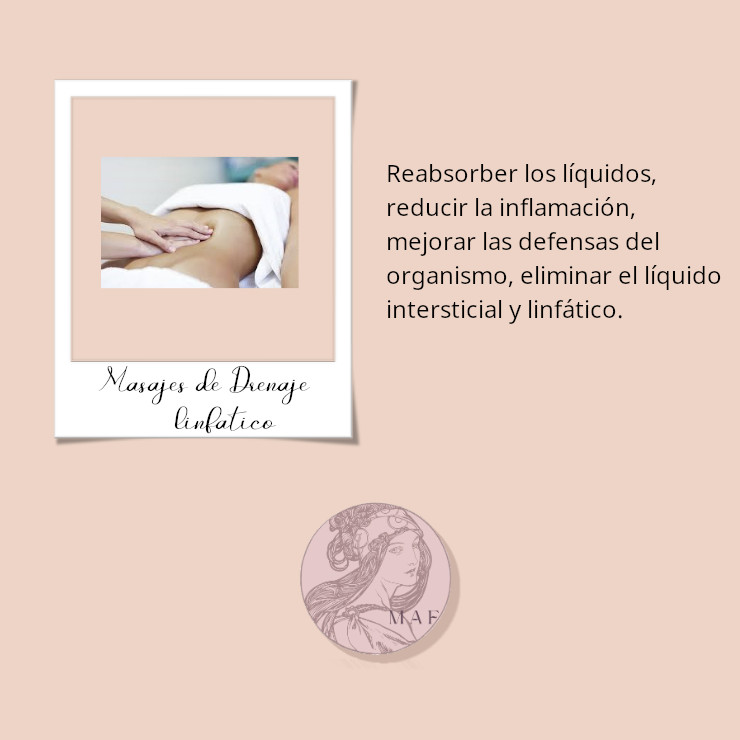 Reabsorber los líquidos,
reducir la inflamación,
mejorar las defensas del
organismo, eliminar el líquido
intersticial y linfático.
Masajes de Drenaje
linfatico